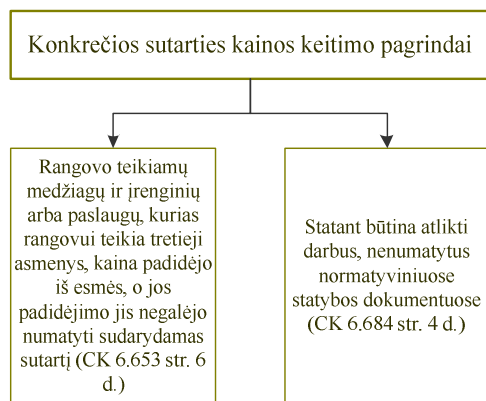 Konkrečios sutarties kainos keitimo pagrindai
Rangovo teikiamų
medžiagų ir įrenginių
arba paslaugų, kurias
rangovui teikia tretieji
asmenys, kaina padidėjo
iš esmės, o jos
padidėjimo jis negalėjo
numatyti sudarydamas
sutartį (CK 6.653 str. 6
d.)
Statant būtina atlikti
darbus, nenumatytus
normatyviniuose
statybos dokumentuose
(CK 6.684 str. 4 d.)